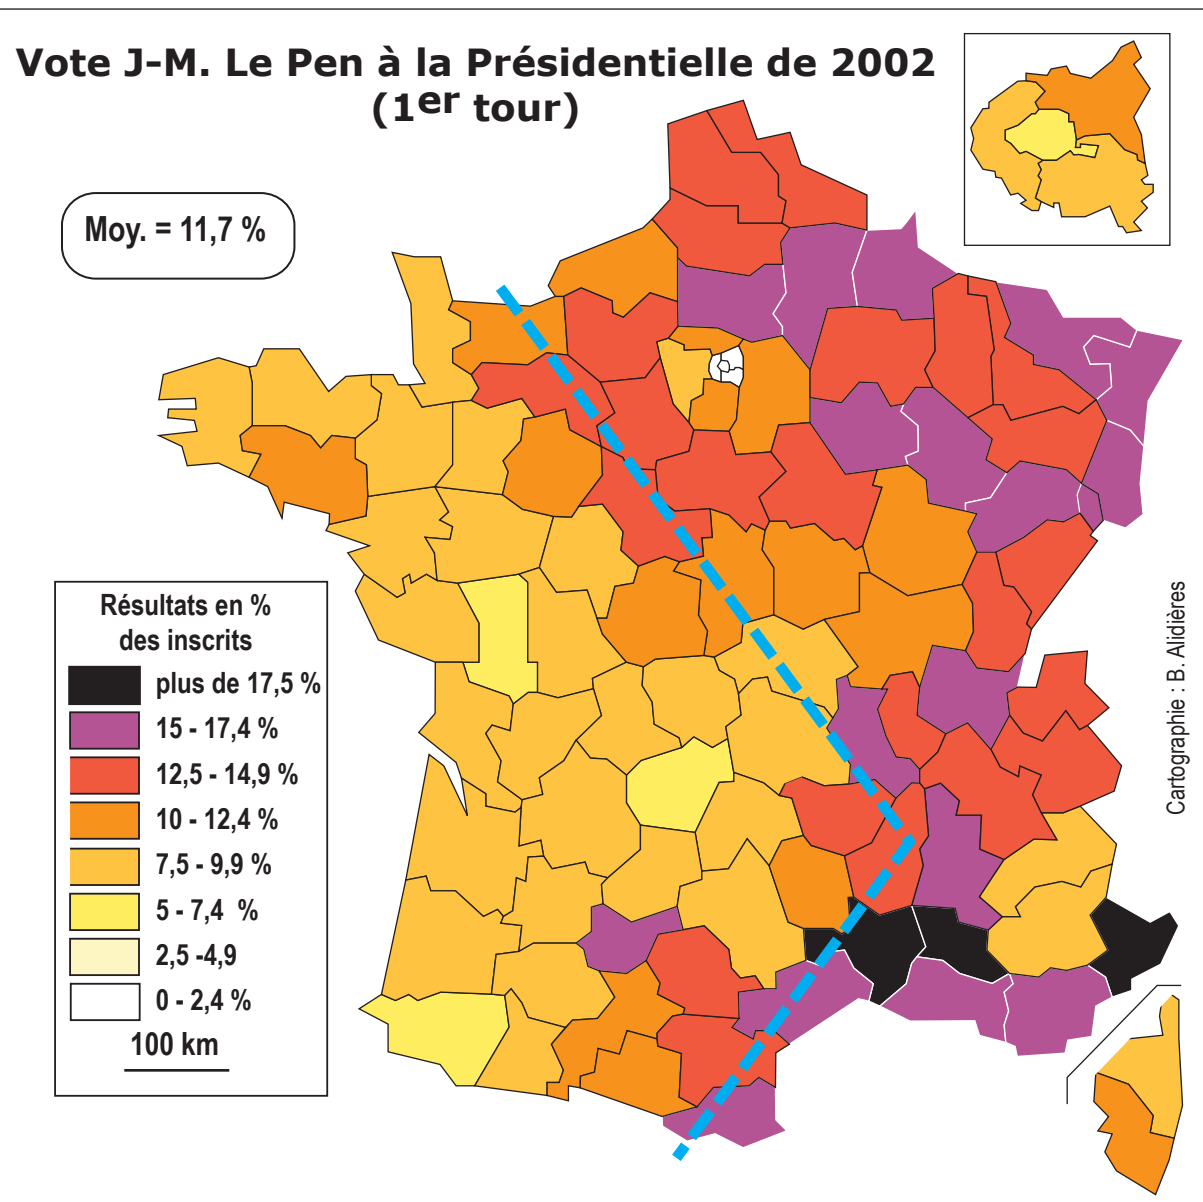 Vote J-M. Le Pen à la Présidentielle de 2002
(1er tour)
Moy. = 11,7 %
Résultats en %
des inscrits
plus de 17,5 %
15 - 17,4 %
12,5 - 14,9 %
10 - 12,4 %
7,5 - 9,9 %
5 - 7,4 %
2,5 -4,9
0 - 2,4 %
100 km
Cartographie : B. Alidières